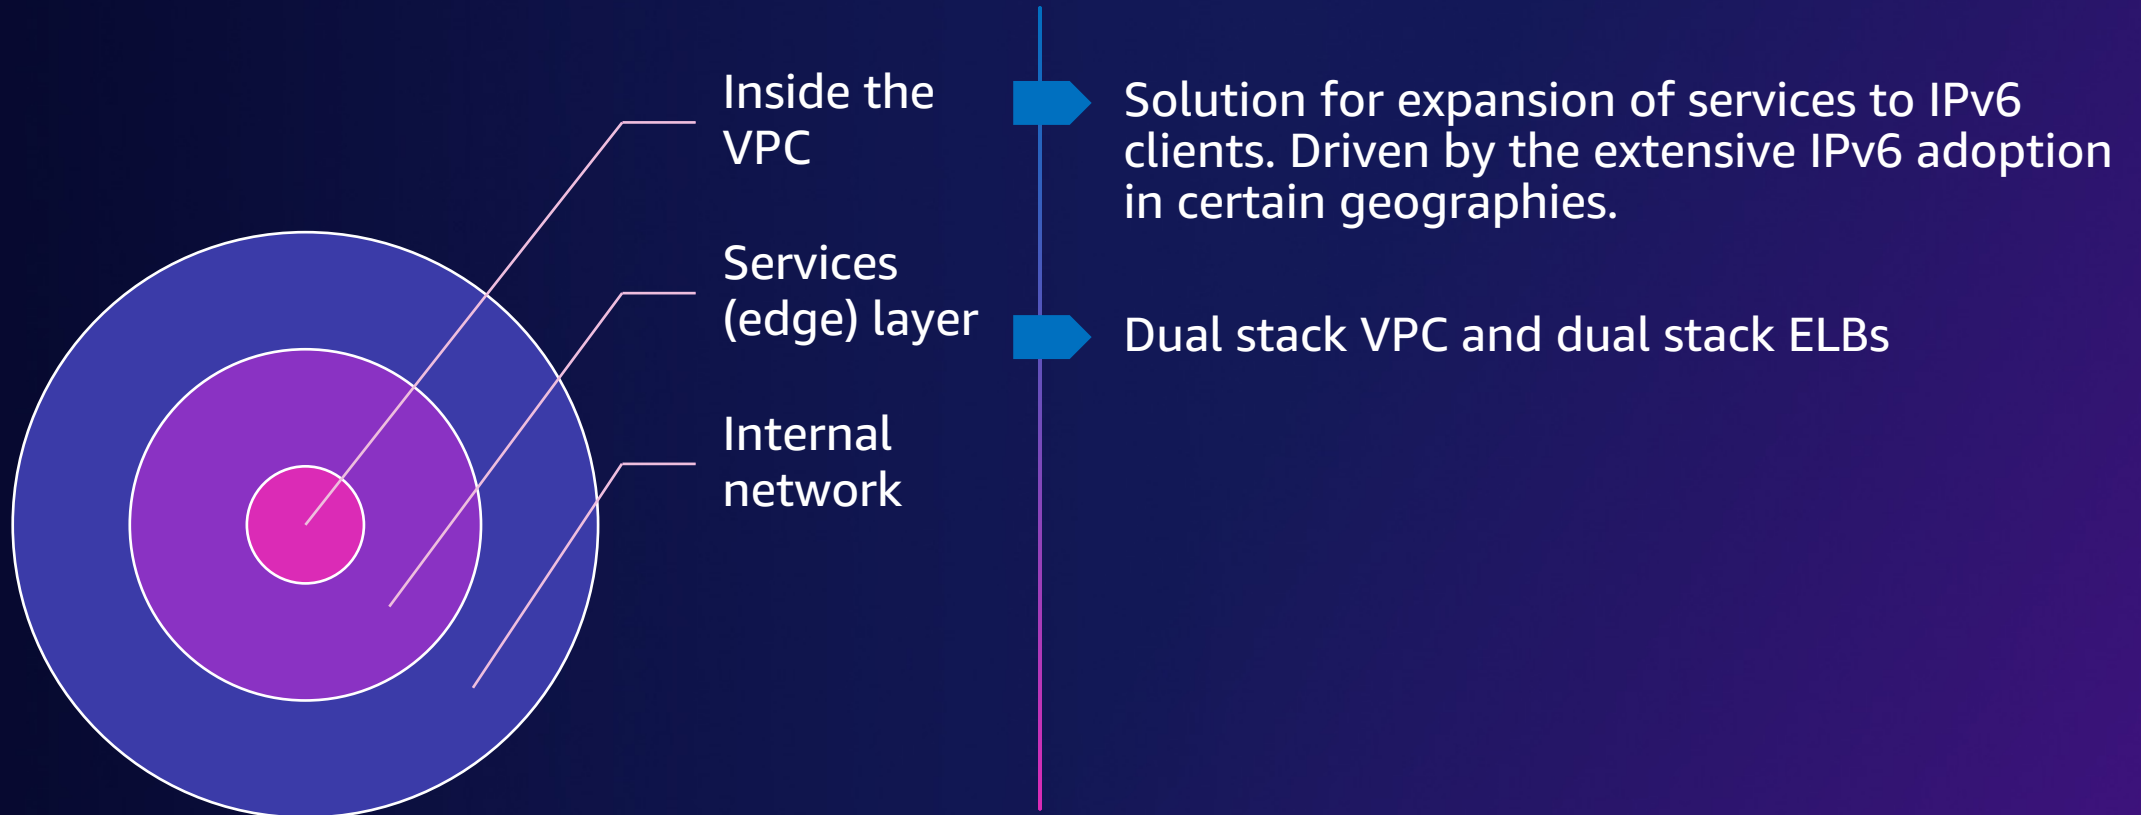 Inside the
VPC
Services
(edge) layer
Internal
network
Solution for expansion of services to IPv6
clients. Driven by the extensive IPv6 adoption
in certain geographies.
Dual stack VPC and dual stack ELBs